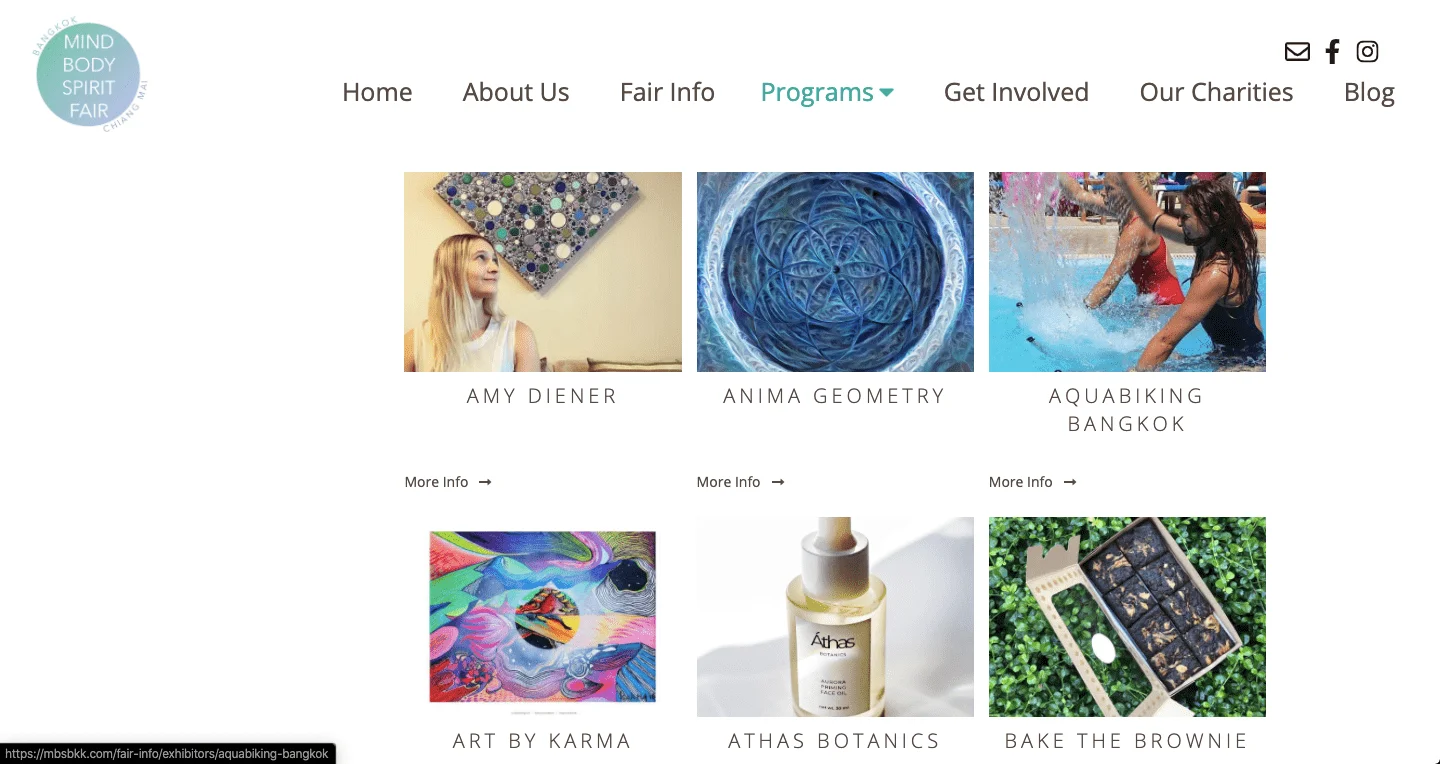 BANGKOK
MIND
BODY
SPIRIT
FAIR
CHIANG MAI
Home About Us Fair Info Programs Get Involved Our Charities Blog
AMY DIENER
ANIMA GEOMETRY
AQUABIKING
BANGKOK
More Info
More Info
More Info
Áthas
BOTANICS
AURORA
PRIMING
FACE OIL
ART BY KARMA
ATHAS BOTANICS
BAKE THE BROWNIE
https://mbsbkk.com/fair-info/exhibitors/aquabiking-bangkok